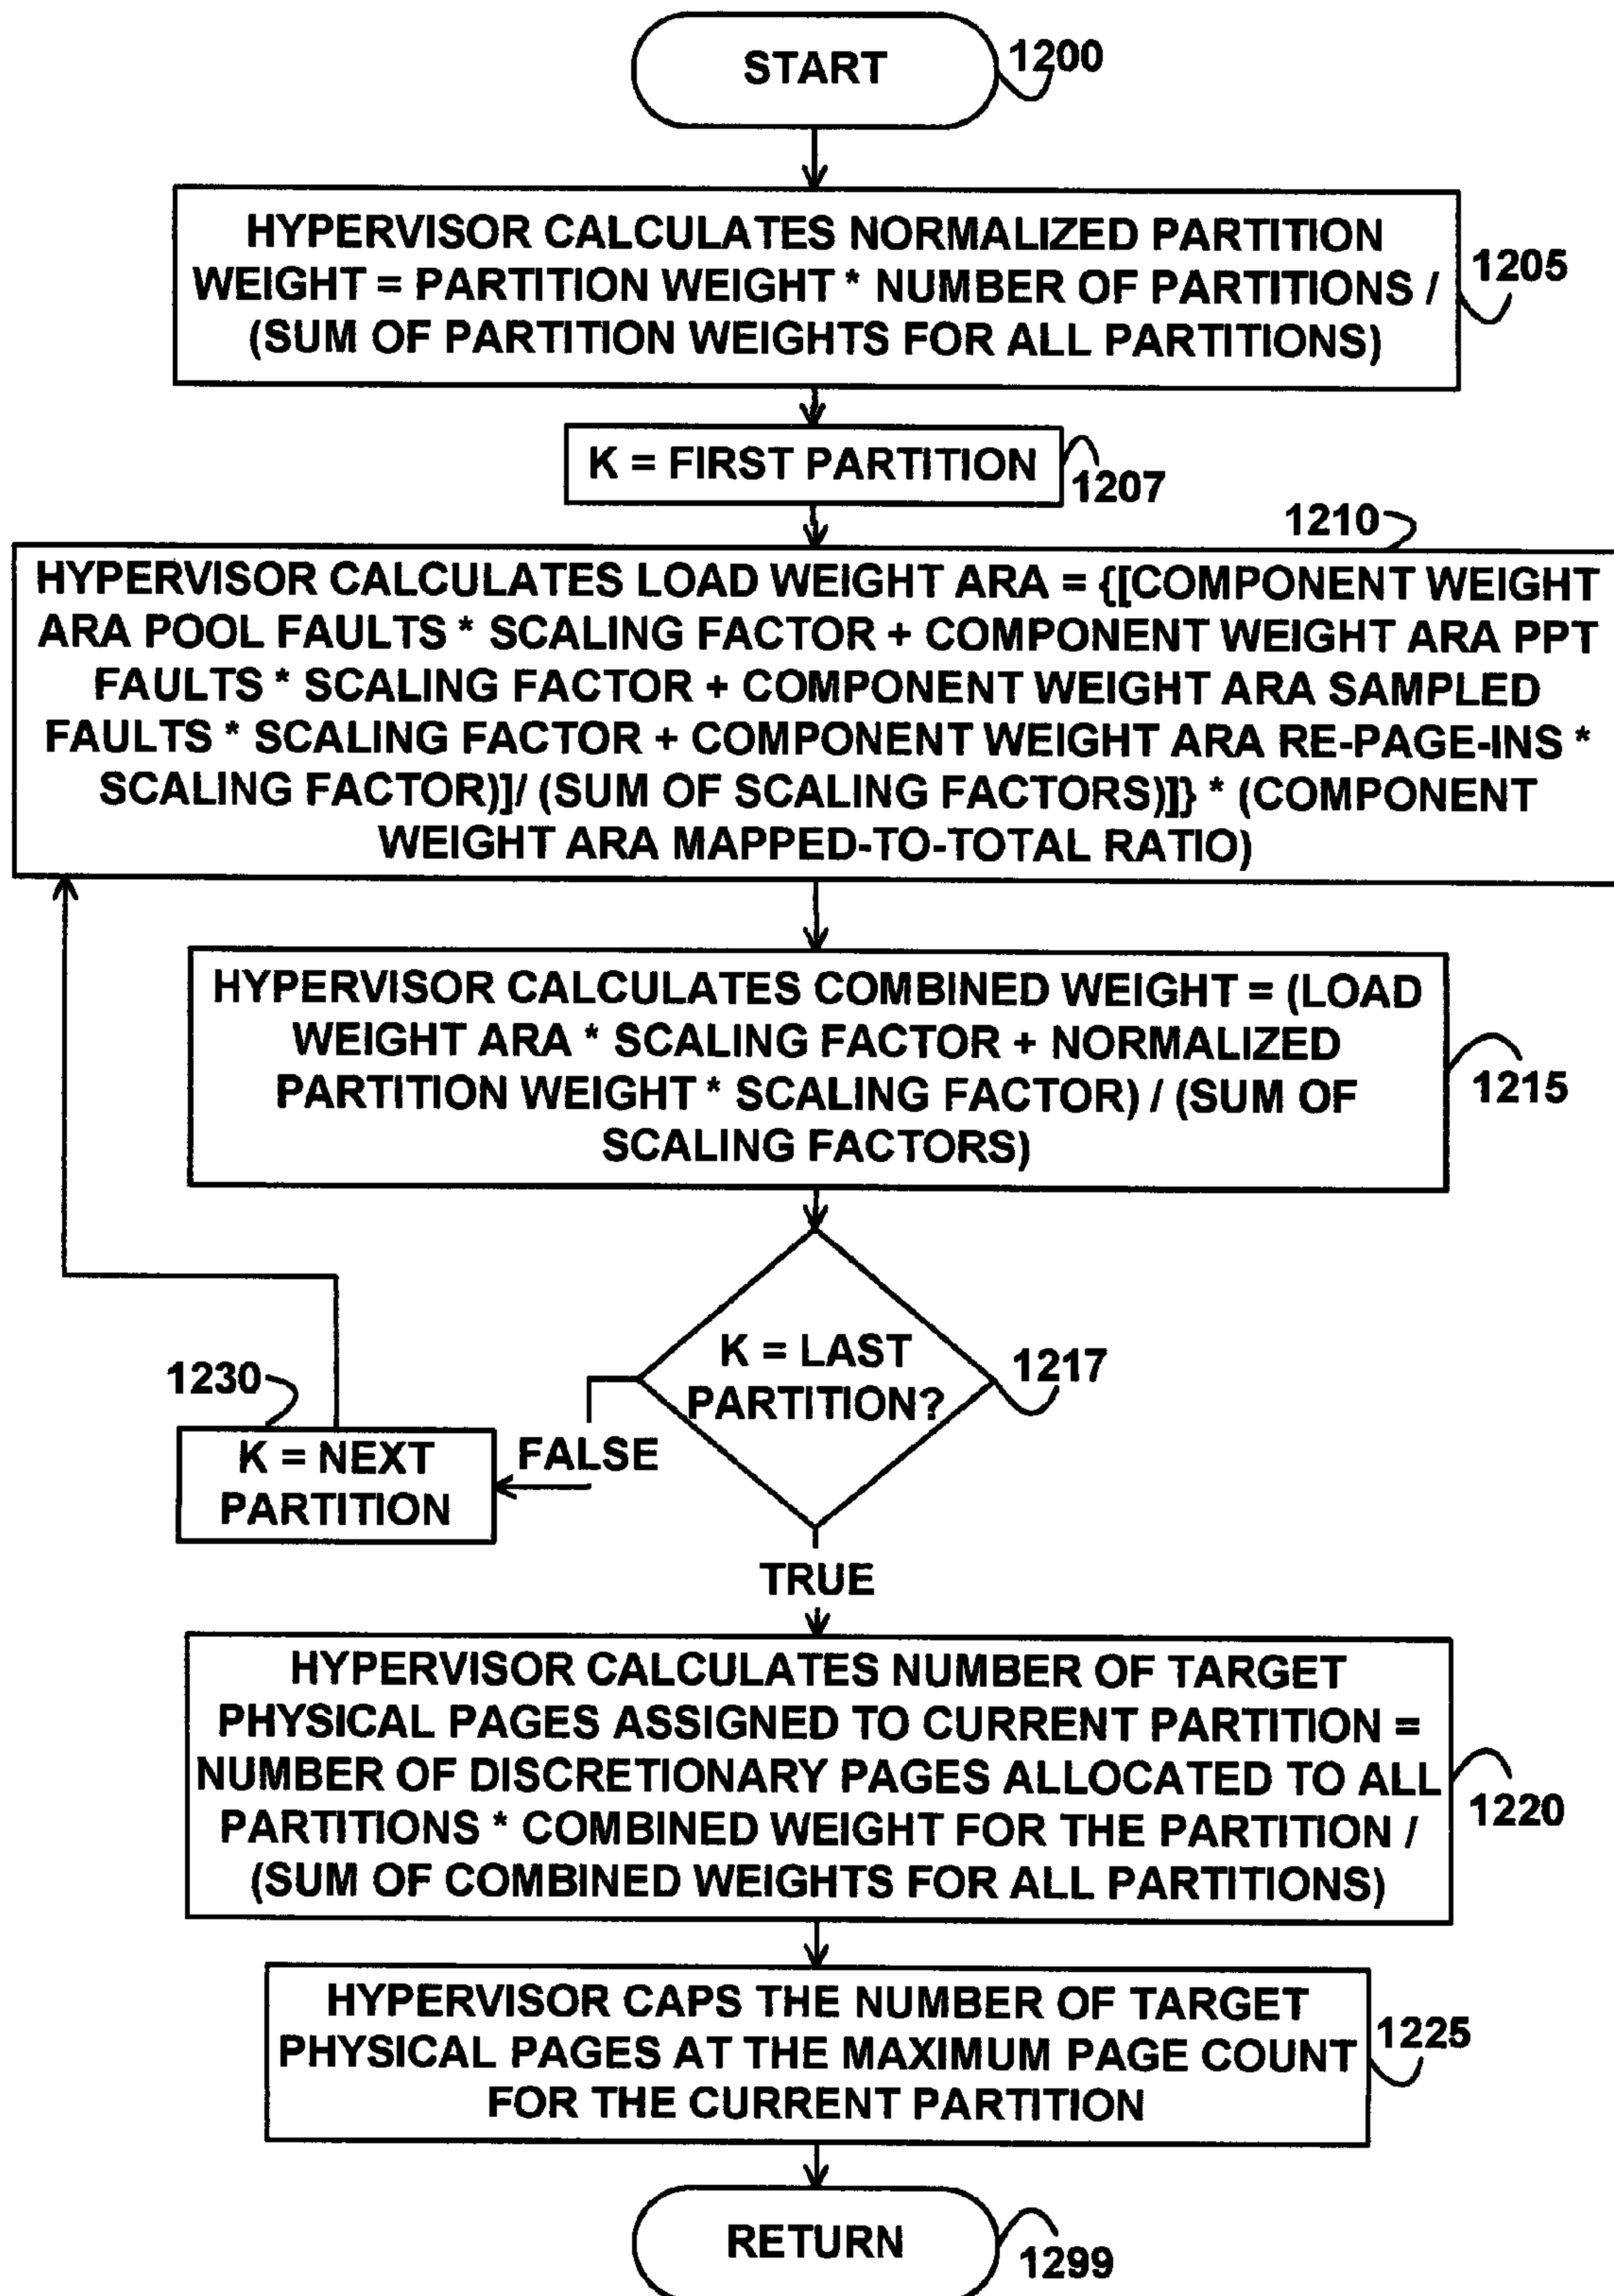 START
1200
HYPERVISOR CALCULATES NORMALIZED PARTITION
WEIGHT = PARTITION WEIGHT * NUMBER OF PARTITIONS /
(SUM OF PARTITION WEIGHTS FOR ALL PARTITIONS)
1205
K = FIRST PARTITION
1207
1210
HYPERVISOR CALCULATES LOAD WEIGHT ARA = {[COMPONENT WEIGHT
ARA POOL FAULTS * SCALING FACTOR + COMPONENT WEIGHT ARA PPT
FAULTS * SCALING FACTOR + COMPONENT WEIGHT ARA SAMPLED
FAULTS * SCALING FACTOR + COMPONENT WEIGHT ARA RE-PAGE-INS *
SCALING FACTOR)]/ (SUM OF SCALING FACTORS)]} * (COMPONENT
WEIGHT ARA MAPPED-TO-TOTAL RATIO)
HYPERVISOR CALCULATES COMBINED WEIGHT = (LOAD
WEIGHT ARA * SCALING FACTOR + NORMALIZED
PARTITION WEIGHT * SCALING FACTOR) / (SUM OF
SCALING FACTORS)
1215
K = LAST
PARTITION?
1217
1230
K = NEXT
PARTITION
FALSE
TRUE
HYPERVISOR CALCULATES NUMBER OF TARGET
PHYSICAL PAGES ASSIGNED TO CURRENT PARTITION =
NUMBER OF DISCRETIONARY PAGES ALLOCATED TO ALL
PARTITIONS * COMBINED WEIGHT FOR THE PARTITION /
(SUM OF COMBINED WEIGHTS FOR ALL PARTITIONS)
1220
HYPERVISOR CAPS THE NUMBER OF TARGET
PHYSICAL PAGES AT THE MAXIMUM PAGE COUNT
FOR THE CURRENT PARTITION
1225
RETURN
1299